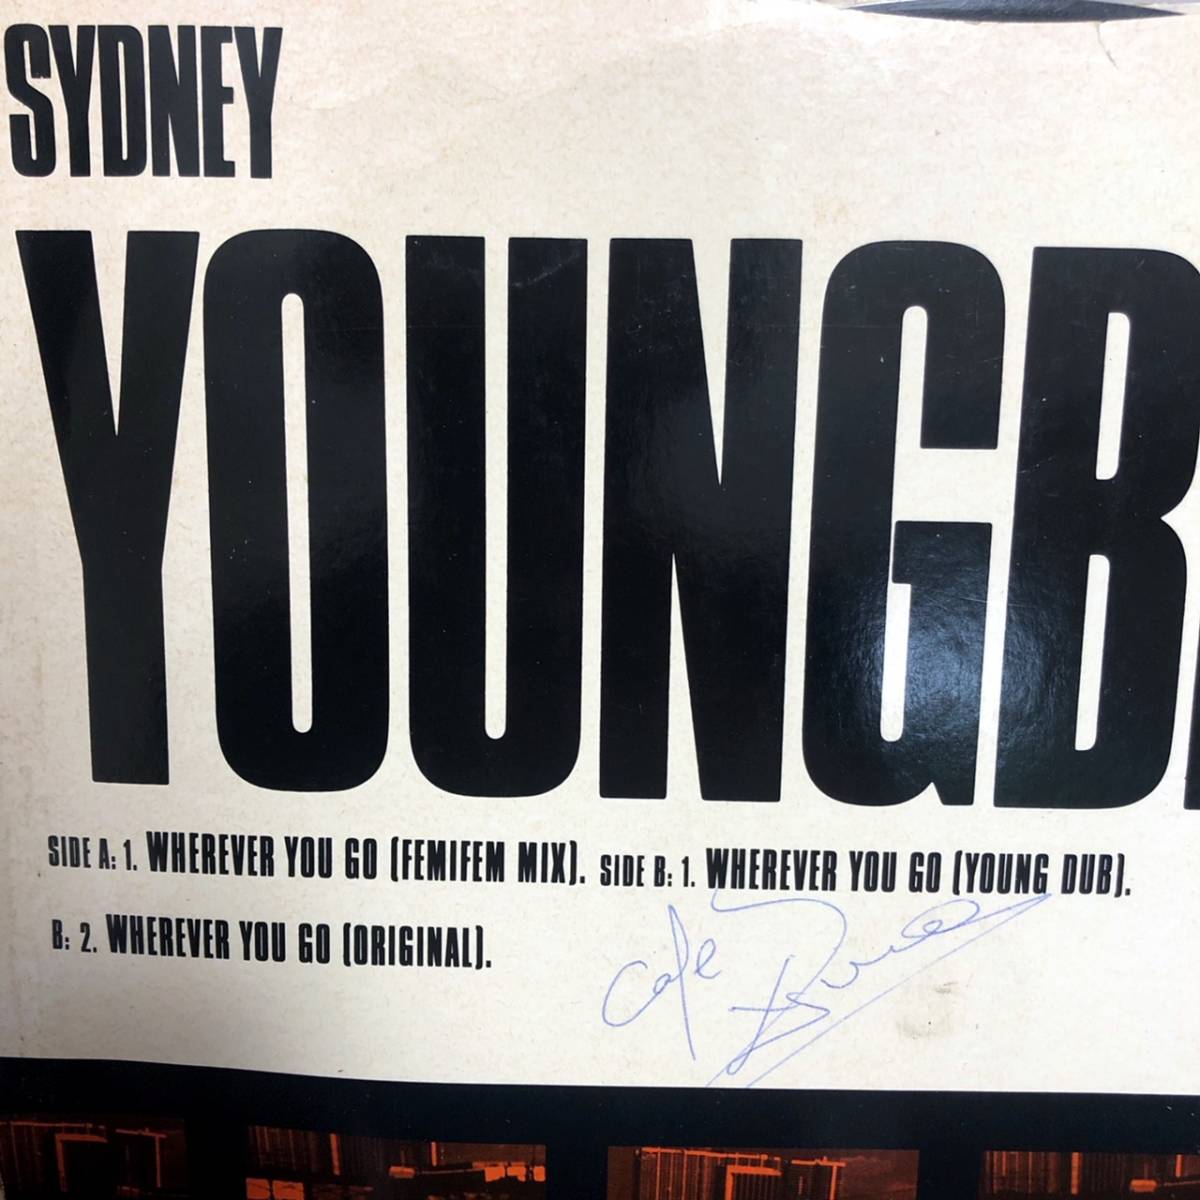 SYDNEY
YOUNGB
SIDE A: 1. WHEREVER YOU GO (FEMIFEM MIX). SIDE B: 1. WHEREVER YOU GO (YOUNG DUB).
B: 2. WHEREVER YOU GO (ORIGINAL).
Cafe